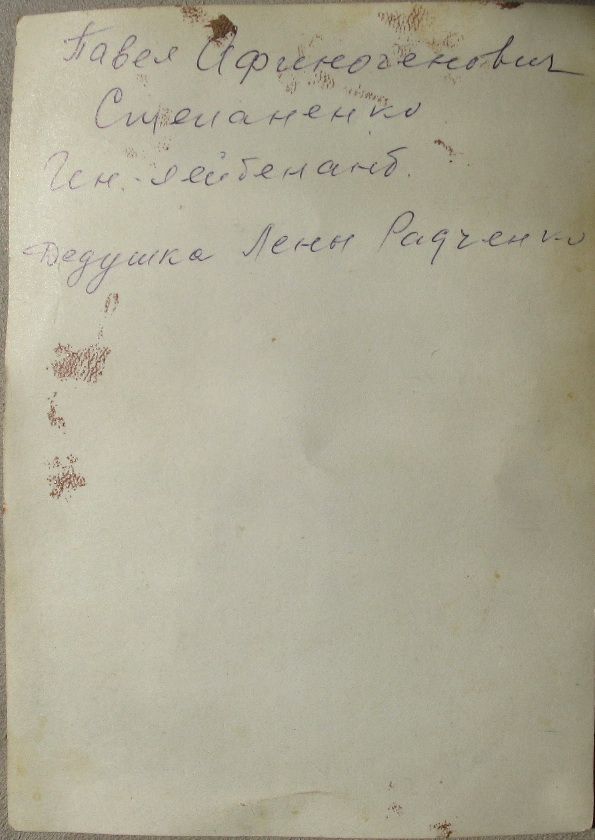 Павел Афиногенович
Степаненко
Ген.-лейтенант.
Дедушка Лены Радченко